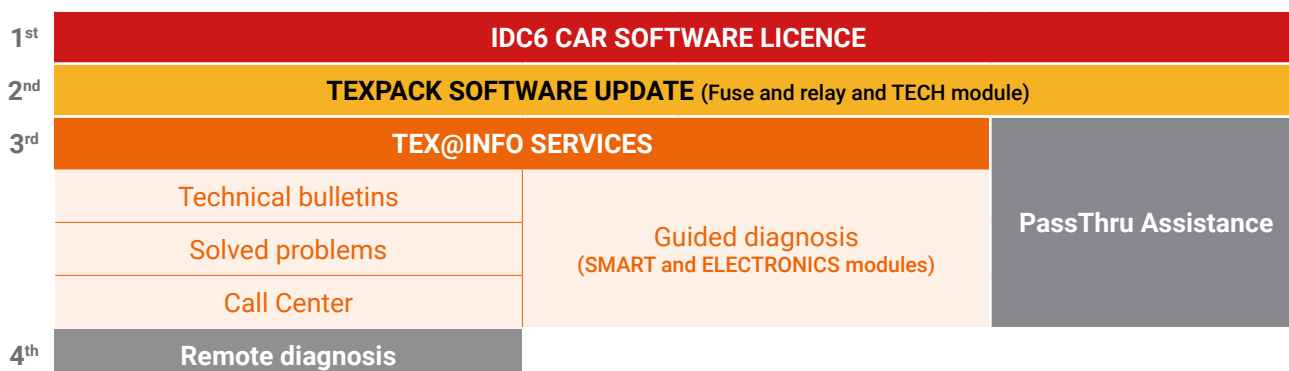 1st
IDC6 CAR SOFTWARE LICENCE
2nd
TEXPACK SOFTWARE UPDATE (Fuse and relay and TECH module)
3rd
TEX@INFO SERVICES
Technical bulletins
Solved problems
Call Center
Guided diagnosis
(SMART and ELECTRONICS modules)
PassThru Assistance
4th
Remote diagnosis